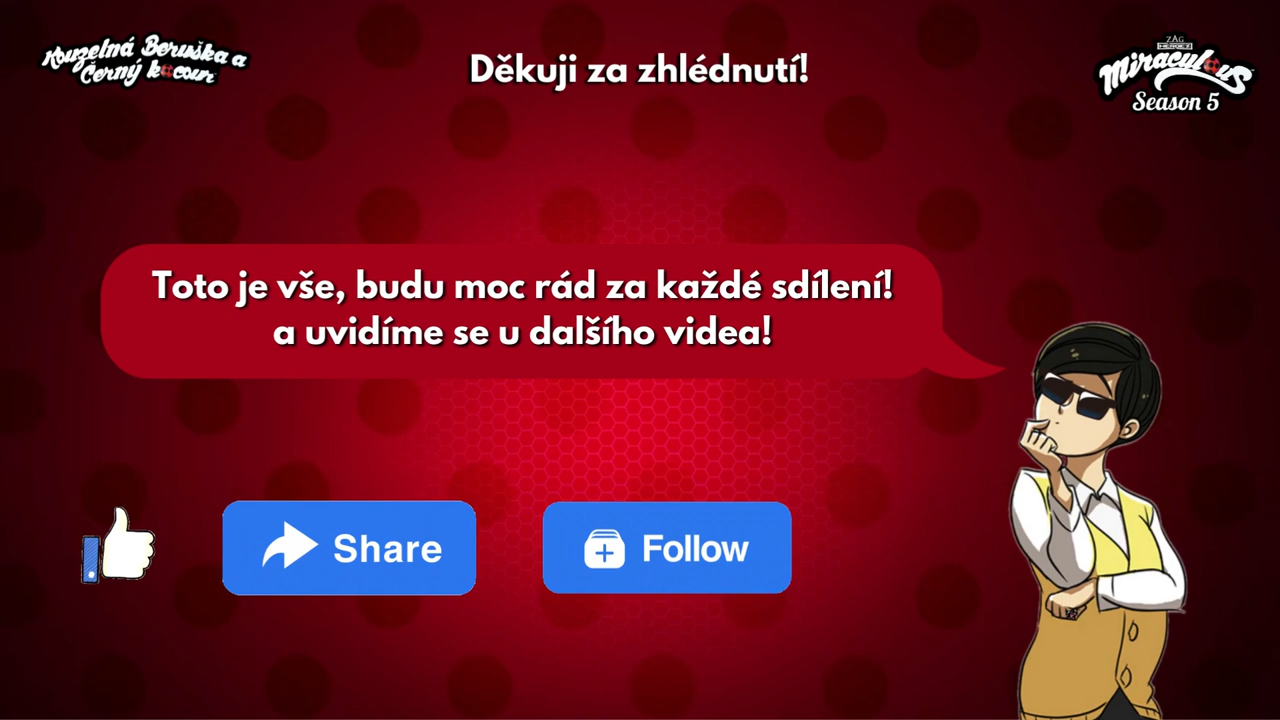 Kouzelná Beruška a
Černý kocour
Děkuji za zhlédnutí!
ZAG
HEROEZ
Miraculous
Season 5
Toto je vše, budu moc rád za každé sdílení!
a uvidíme se u dalšího videa!
Share
Follow